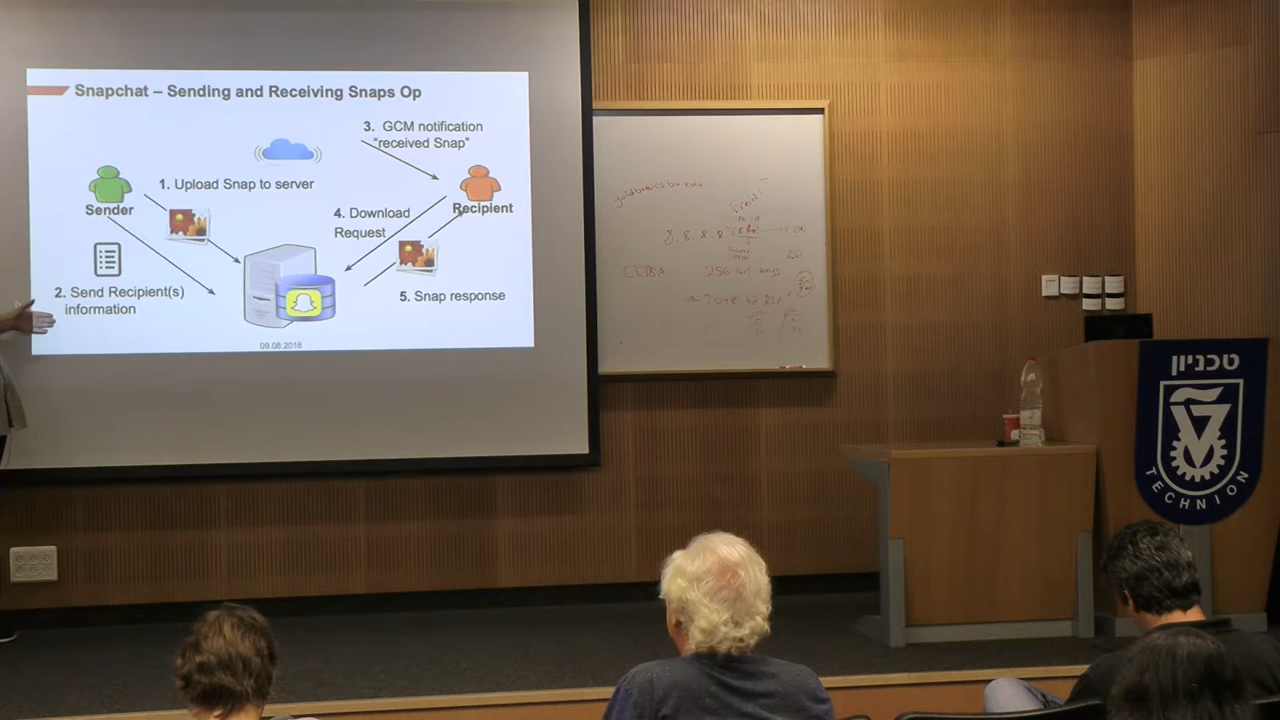 Snapchat – Sending and Receiving Snaps Op
3. GCM notification
"received Snap"
1. Upload Snap to server
Sender
Recipient
4. Download
Request
2. Send Recipient(s)
information
5. Snap response
09.08.2016
8.8.8.8
ECDSA 256 bit
2048 bit RSA
טכניון
TECHNION